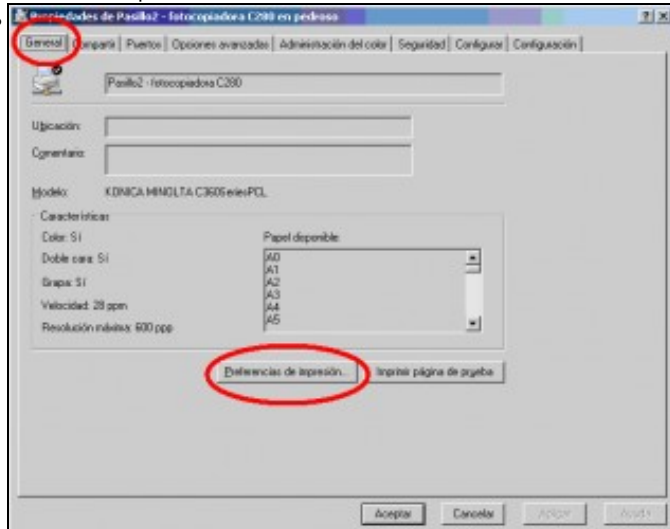 Propiedades de Pasillo2 - fotocopiadora C280 en pedroso
General Compartir Puertos Opciones avanzadas Administración del color Seguridad Configurar Configuración
Pasillo2 - fotocopiadora C280
Ubicación:
Comentario:
Modelo: KONICA MINOLTA C360SeriesPCL
Características
Color: Sí Papel disponible:
Doble cara: Sí A0
A1
Grapa: Sí A2
A3
Velocidad: 28 ppm A4
Resolución máxima: 600 ppp A5
Preferencias de impresión... Imprimir página de prueba
Aceptar Cancelar Aplicar Ayuda